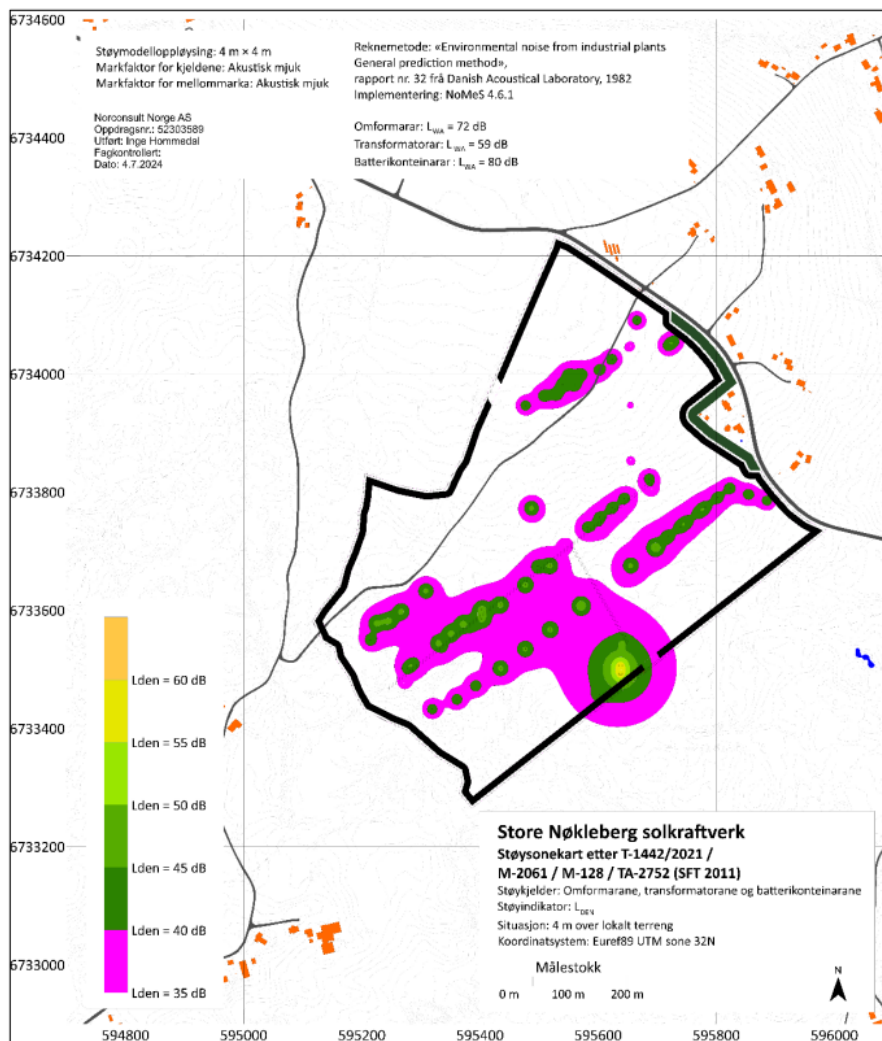 6734600
Støymodelloppløysing: 4 m × 4 m
Markfaktor for kjeldene: Akustisk mjuk
Markfaktor for mellommarka: Akustisk mjuk
Reknemetode: «Environmental noise from industrial plants
General prediction method»,
rapport nr. 32 frå Danish Acoustical Laboratory, 1982
Implementering: NoMeS 4.6.1
Norconsult Norge AS
Oppdragsnr.: 52303589
Utført: Inge Hommedal
Fagkontrollert:
Dato: 4.7.2024
Omformarar: LWA = 72 dB
Transformatorar: LWA = 59 dB
Batterikonteinarar : LWA = 80 dB
6734400
6734200
6734000
6733800
6733600
6733400
6733200
6733000
Lden = 60 dB
Lden = 55 dB
Lden = 50 dB
Lden = 45 dB
Lden = 40 dB
Lden = 35 dB
Store Nøkleberg solkraftverk
Støysonekart etter T-1442/2021 /
M-2061 / M-128 / TA-2752 (SFT 2011)
Støykjelder: Omformarane, transformatorane og batterikonteinarane
Støyindikator: LDEN
Situasjon: 4 m over lokalt terreng
Koordinatsystem: Euref89 UTM sone 32N
Målestokk
0 m 100 m 200 m
N
594800 595000 595200 595400 595600 595800 596000